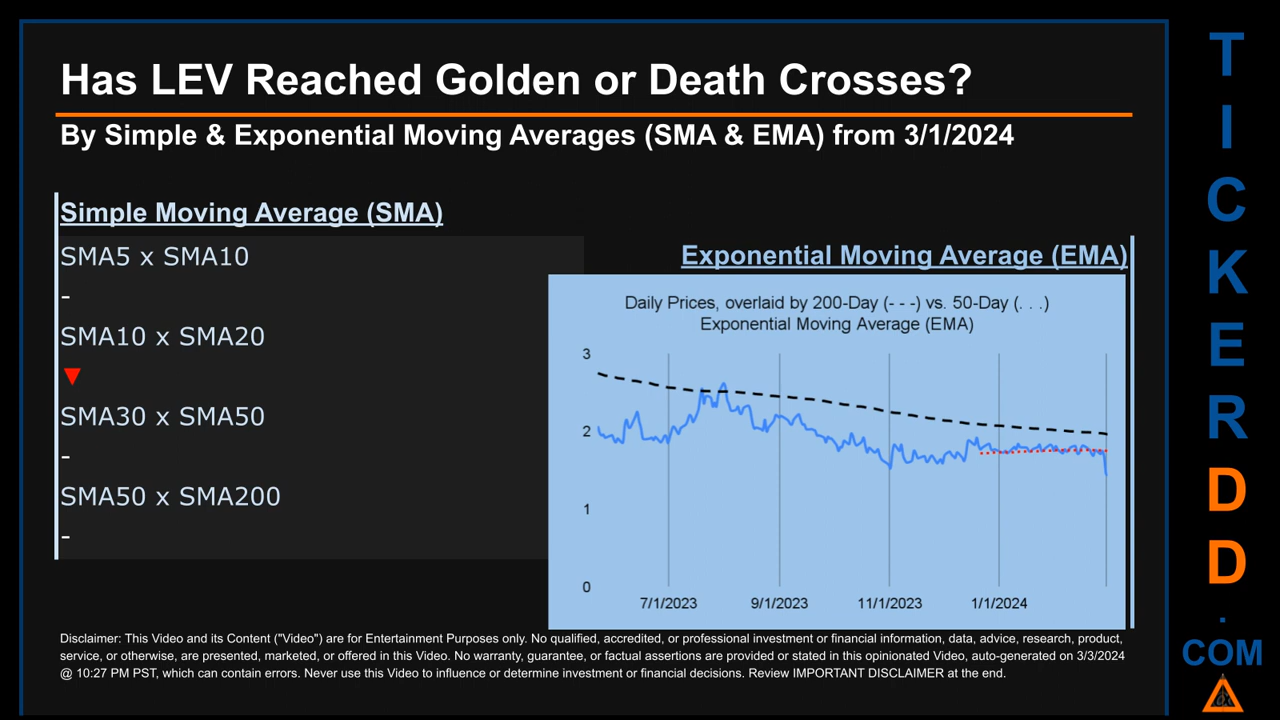 Has LEV Reached Golden or Death Crosses?
By Simple & Exponential Moving Averages (SMA & EMA) from 3/1/2024
Simple Moving Average (SMA)
SMA5 x SMA10
-
SMA10 x SMA20
▼
SMA30 x SMA50
-
SMA50 x SMA200
-
Exponential Moving Average (EMA)
Daily Prices, overlaid by 200-Day (- - -) vs. 50-Day (. . .)
Exponential Moving Average (EMA)
3
2
1
0
7/1/2023 9/1/2023 11/1/2023 1/1/2024
Disclaimer: This Video and its Content ("Video") are for Entertainment Purposes only. No qualified, accredited, or professional investment or financial information, data, advice, research, product,
service, or otherwise, are presented, marketed, or offered in this Video. No warranty, guarantee, or factual assertions are provided or stated in this opinionated Video, auto-generated on 3/3/2024
@ 10:27 PM PST, which can contain errors. Never use this Video to influence or determine investment or financial decisions. Review IMPORTANT DISCLAIMER at the end.
T
I
C
K
E
R
D
D
.
COM